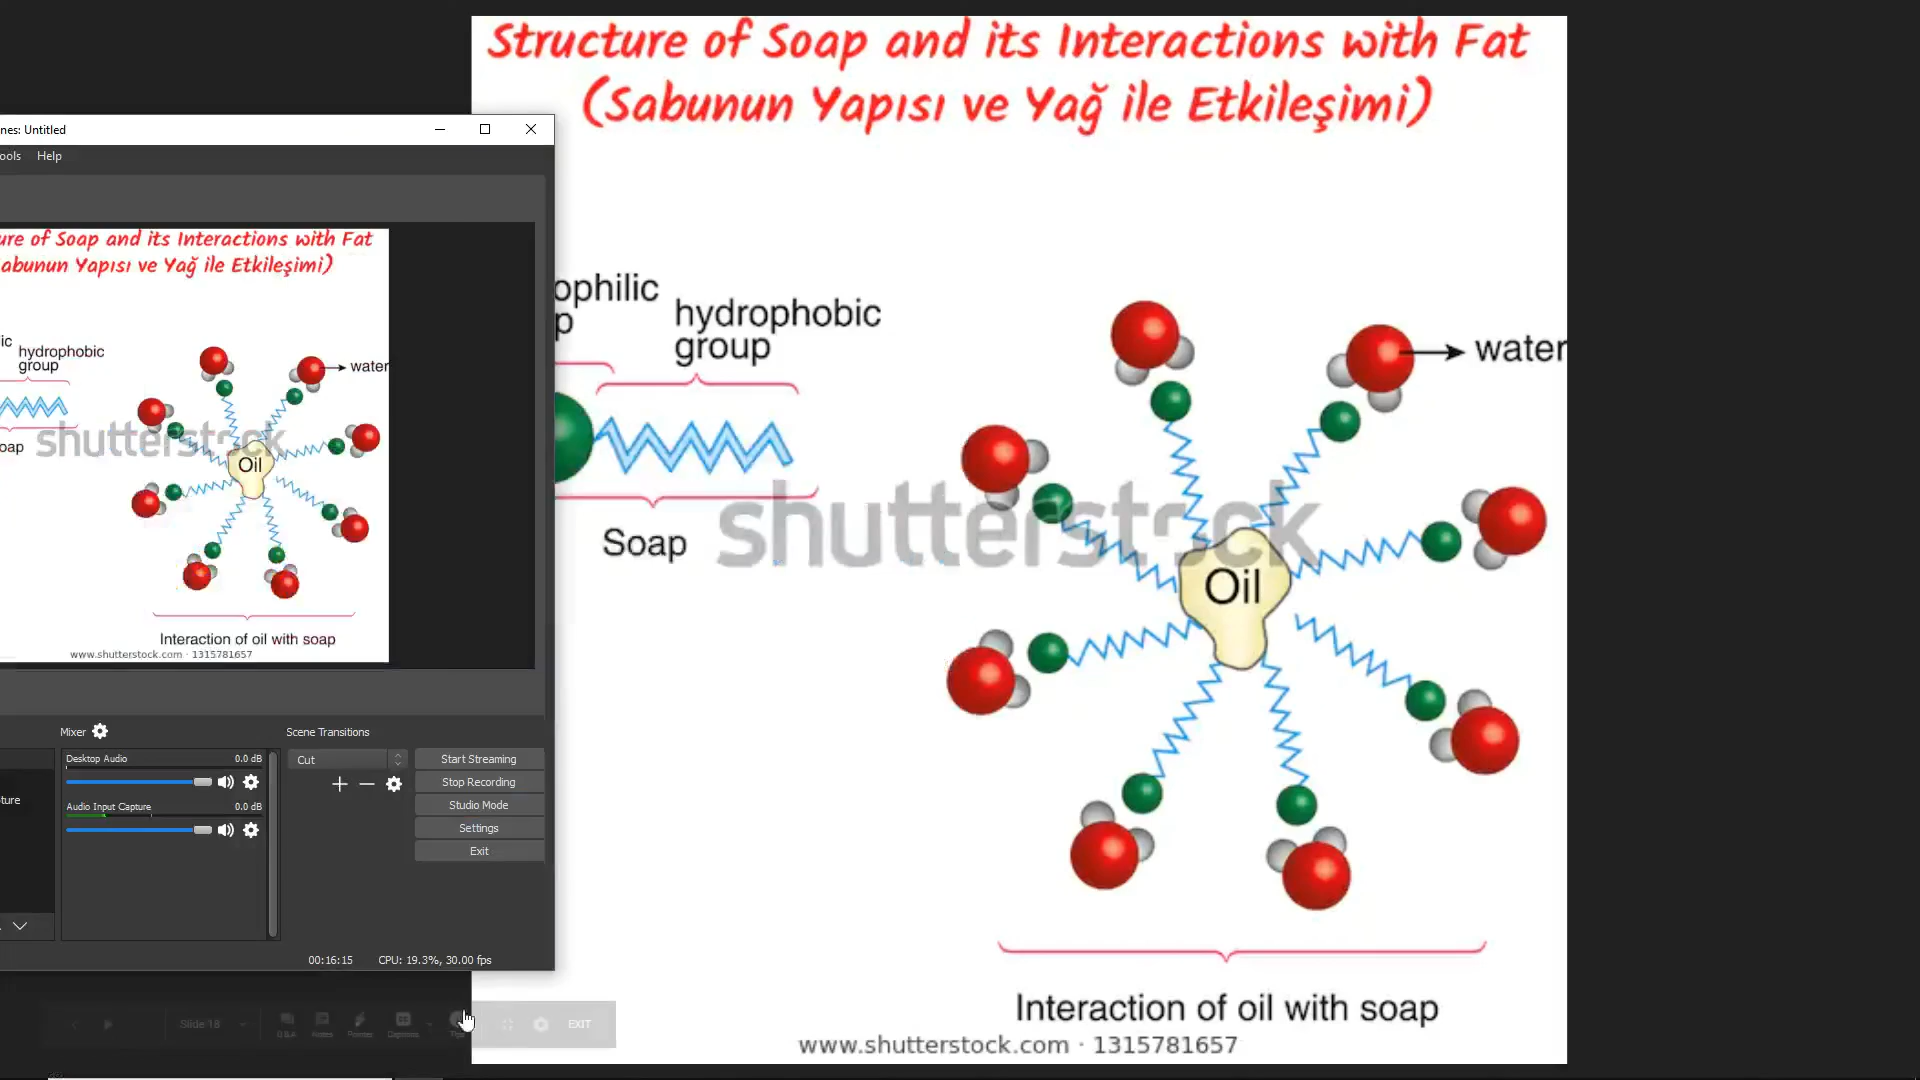 Structure of Soap and its Interactions with Fat
(Sabunun Yapısı ve Yağ ile Etkileşimi)
nes: Untitled
ools Help
ure of Soap and its Interactions with Fat
abunun Yapısı ve Yağ ile Etkileşimi)
ic
hydrophobic
group
water
oap
shutterstock
Oil
Interaction of oil with soap
www.shutterstock.com · 1315781657
ophilic
p
hydrophobic
group
water
Soap
shutterstock
Oil
Interaction of oil with soap
www.shutterstock.com · 1315781657
Mixer
Scene Transitions
Desktop Audio 0.0 dB
Audio Input Capture 0.0 dB
ture
Cut
Start Streaming
Stop Recording
Studio Mode
Settings
Exit
00:16:15 CPU: 19.3%, 30.00 fps
Slide 18
Q & A
Notes
Pointer
Captions
EXIT